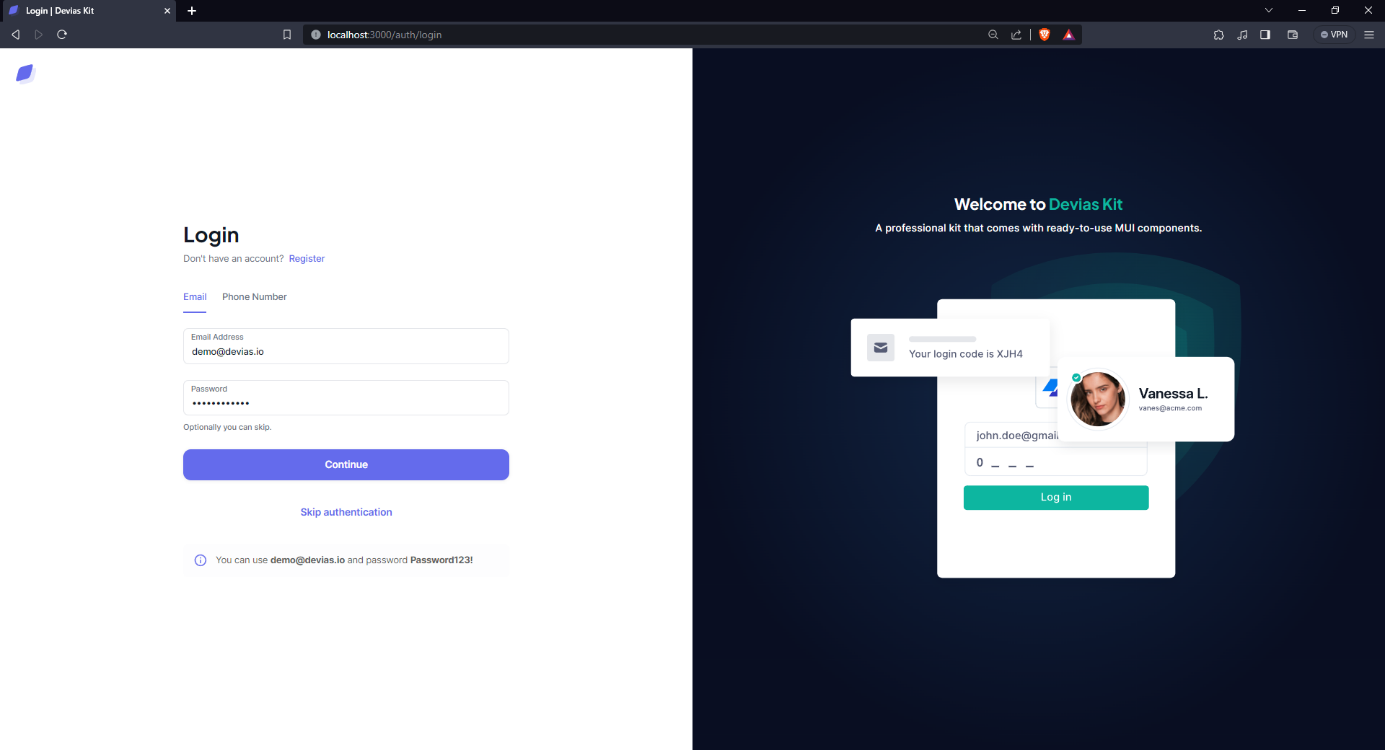 Login | Devias Kit
localhost:3000/auth/login
VPN
Login
Don't have an account? Register
Email Phone Number
Email Address
demo@devias.io
Password
••••••••••••
Optionally you can skip.
Continue
Skip authentication
You can use demo@devias.io and password Password123!
Welcome to Devias Kit
A professional kit that comes with ready-to-use MUI components.
Your login code is XJH4
Vanessa L.
vanes@acme.com
john.doe@gmai
0 _ _ _
Log in